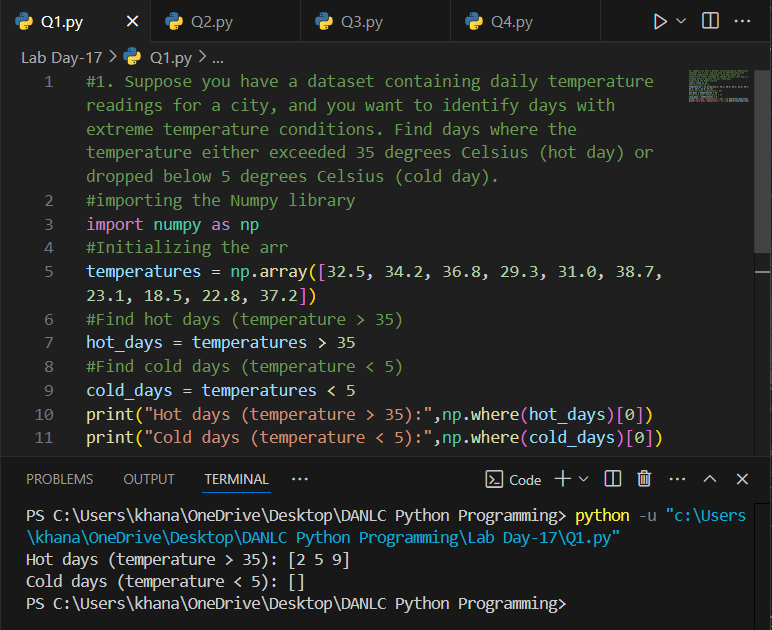 Q1.py
Q2.py
Q3.py
Q4.py
Lab Day-17 > Q1.py > ...
1 #1. Suppose you have a dataset containing daily temperature
readings for a city, and you want to identify days with
extreme temperature conditions. Find days where the
temperature either exceeded 35 degrees Celsius (hot day) or
dropped below 5 degrees Celsius (cold day).
2 #importing the Numpy library
3 import numpy as np
4 #Initializing the arr
5 temperatures = np.array([32.5, 34.2, 36.8, 29.3, 31.0, 38.7,
23.1, 18.5, 22.8, 37.2])
6 #Find hot days (temperature > 35)
7 hot_days = temperatures > 35
8 #Find cold days (temperature < 5)
9 cold_days = temperatures < 5
10 print("Hot days (temperature > 35):",np.where(hot_days)[0])
11 print("Cold days (temperature < 5):",np.where(cold_days)[0])
PROBLEMS OUTPUT TERMINAL ... Code
PS C:\Users\khana\OneDrive\Desktop\DANLC Python Programming> python -u "c:\Users
\khana\OneDrive\Desktop\DANLC Python Programming\Lab Day-17\Q1.py"
Hot days (temperature > 35): [2 5 9]
Cold days (temperature < 5): []
PS C:\Users\khana\OneDrive\Desktop\DANLC Python Programming>